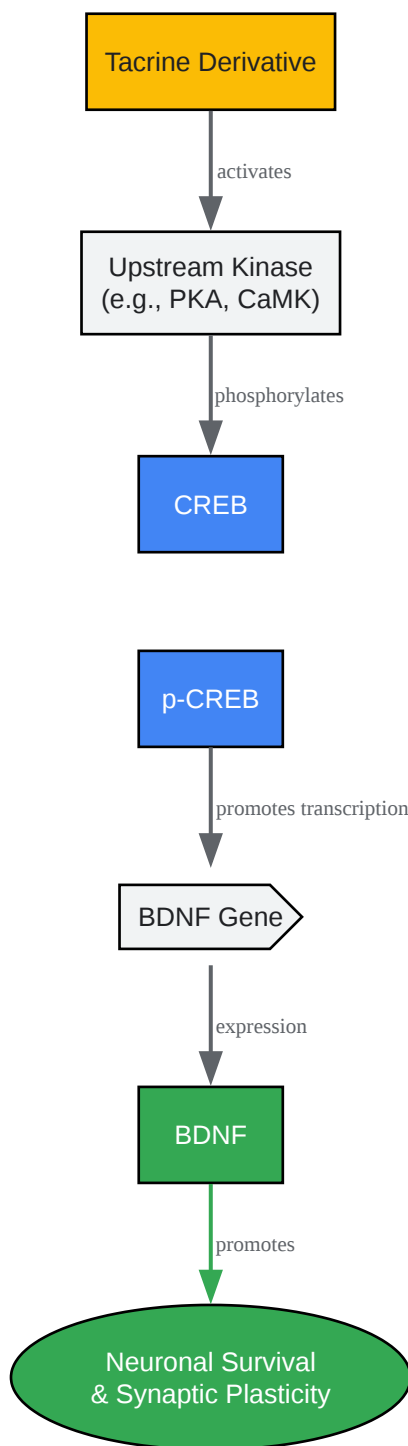 Tacrine Derivative
activates
Upstream Kinase
(e.g., PKA, CaMK)
phosphorylates
CREB
p-CREB
promotes transcription
BDNF Gene
expression
BDNF
promotes
Neuronal Survival
& Synaptic Plasticity